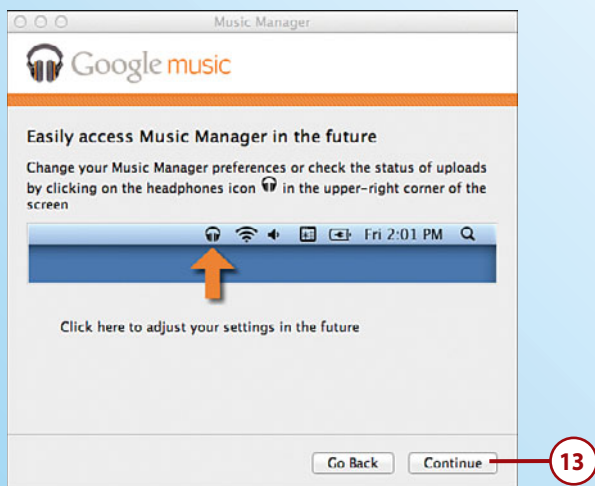 Music Manager
Google music
Easily access Music Manager in the future
Change your Music Manager preferences or check the status of uploads
by clicking on the headphones icon in the upper-right corner of the
screen
Fri 2:01 PM
Click here to adjust your settings in the future
Go Back Continue 13